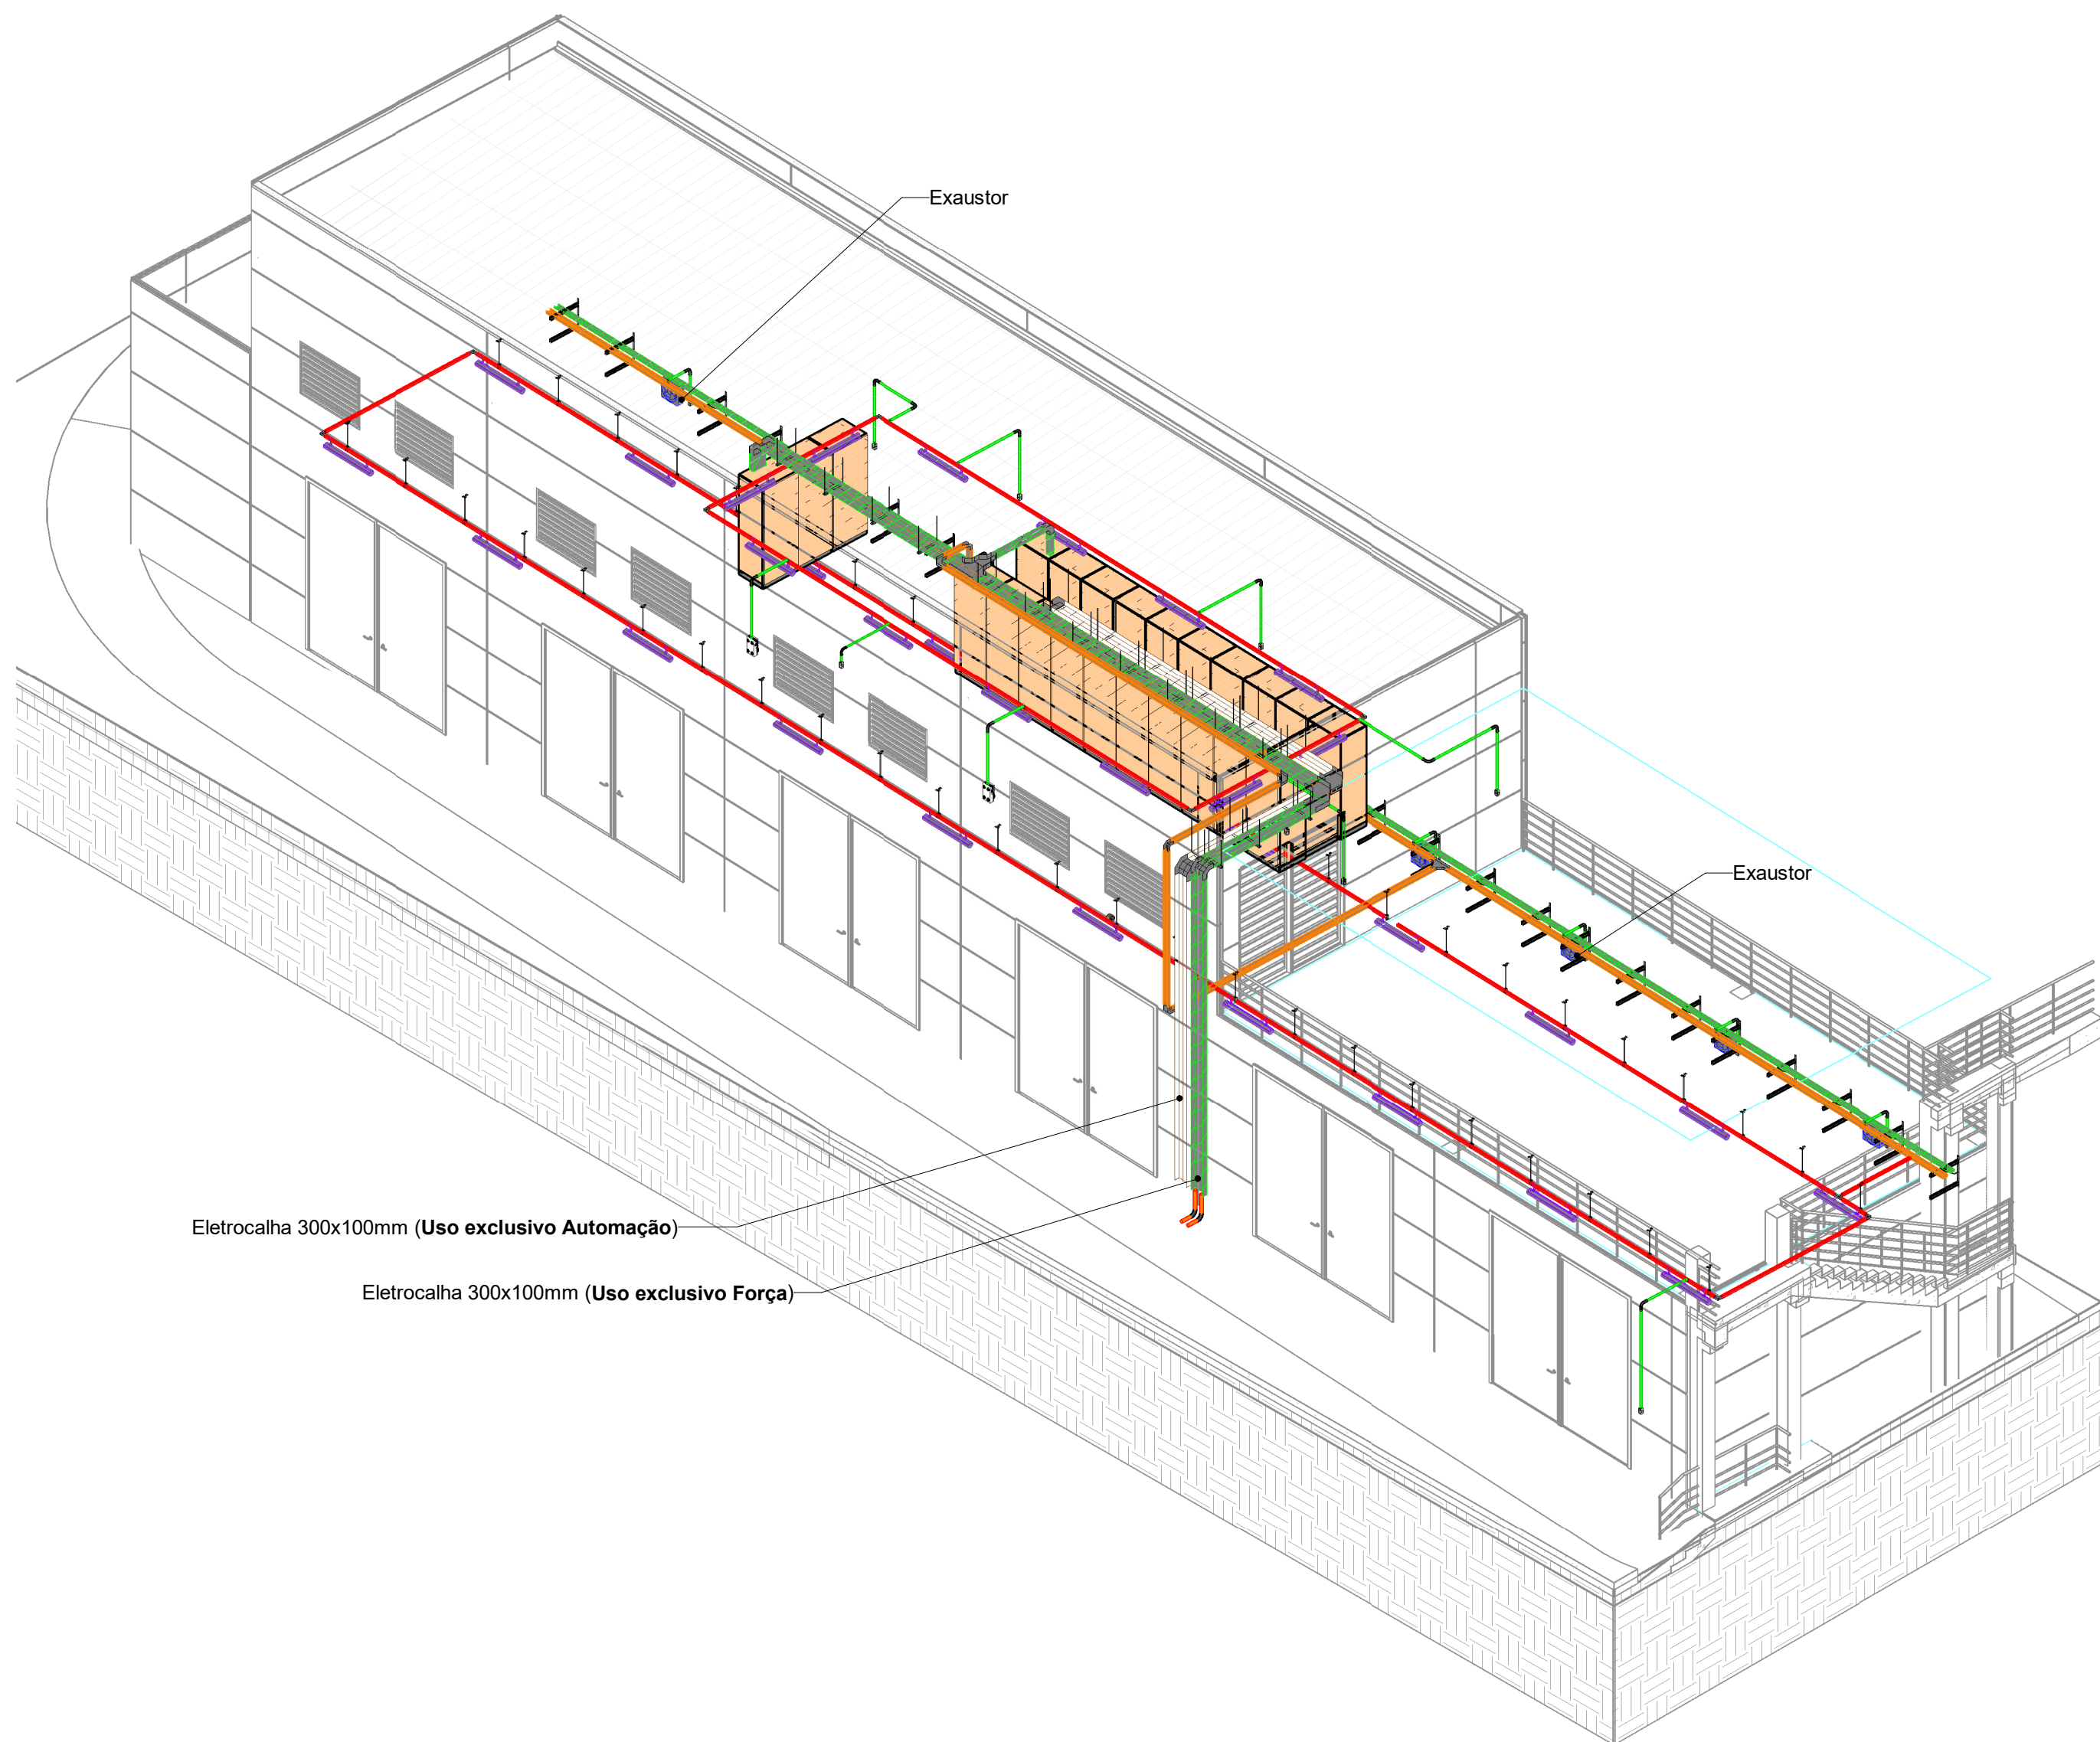 Exaustor
Exaustor
Eletrocalha 300x100mm (Uso exclusivo Automação)
Eletrocalha 300x100mm (Uso exclusivo Força)